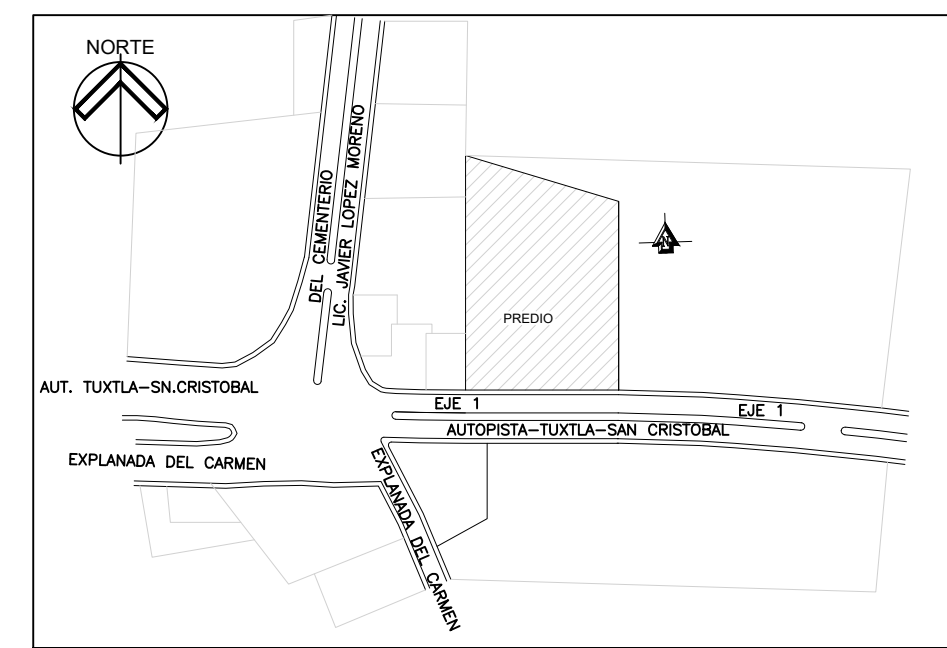 NORTE
DEL CEMENTERIO
LIC. JAVIER LOPEZ MORENO
N
PREDIO
AUT. TUXTLA-SN.CRISTOBAL
EJE 1
EJE 1
AUTOPISTA-TUXTLA-SAN CRISTOBAL
EXPLANADA DEL CARMEN
EXPLANADA DEL CARMEN